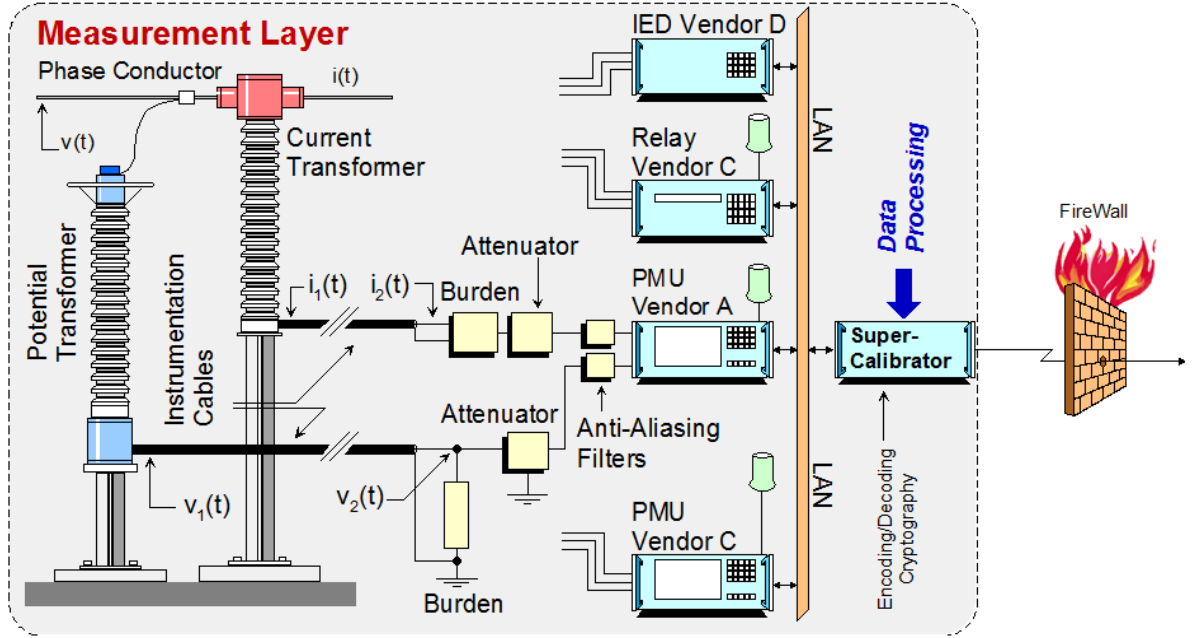 Measurement Layer
Phase Conductor
i(t)
v(t)
Current
Transformer
Potential
Transformer
Instrumentation
Cables
i1(t)
i2(t)
Attenuator
Burden
Attenuator
Anti-Aliasing
Filters
v1(t)
v2(t)
Burden
IED Vendor D
Relay
Vendor C
PMU
Vendor A
PMU
Vendor C
LAN
LAN
Data
Processing
Super-
Calibrator
Encoding/Decoding
Cryptography
FireWall